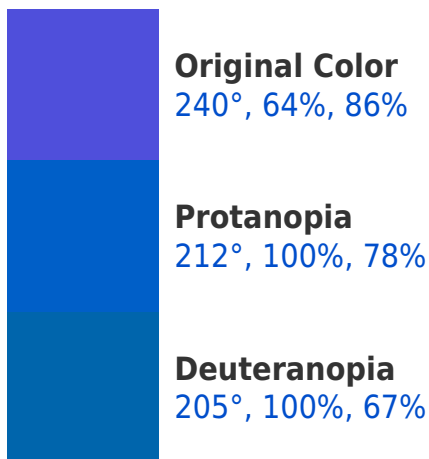 Original Color
240°, 64%, 86%
Protanopia
212°, 100%, 78%
Deuteranopia
205°, 100%, 67%